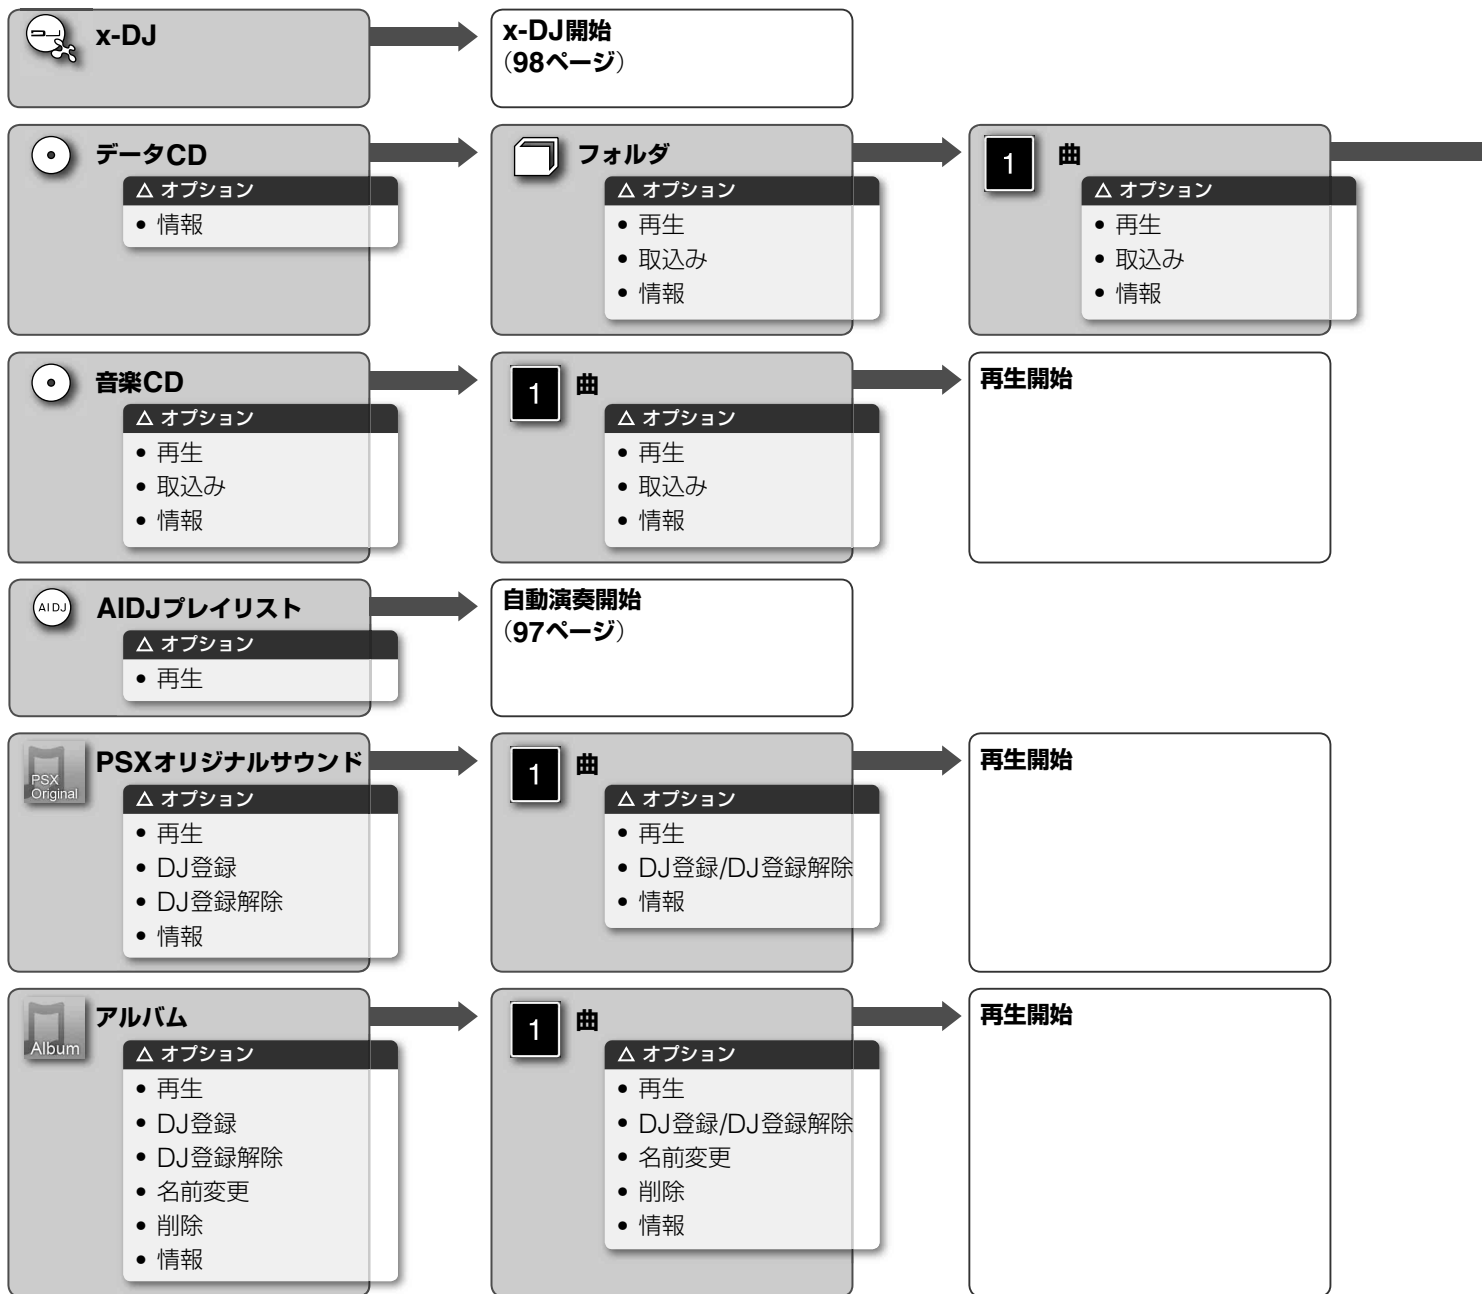 x-DJ
x-DJ開始
（98ページ）
データCD
△ オプション
• 情報
フォルダ
△ オプション
• 再生
• 取込み
• 情報
1
曲
△ オプション
• 再生
• 取込み
• 情報
音楽CD
△ オプション
• 再生
• 取込み
• 情報
1
曲
△ オプション
• 再生
• 取込み
• 情報
再生開始
AIDJ
AIDJプレイリスト
△ オプション
• 再生
自動演奏開始
（97ページ）
PSX
Original
PSXオリジナルサウンド
△ オプション
• 再生
• DJ登録
• DJ登録解除
• 情報
1
曲
△ オプション
• 再生
• DJ登録/DJ登録解除
• 情報
再生開始
Album
アルバム
△ オプション
• 再生
• DJ登録
• DJ登録解除
• 名前変更
• 削除
• 情報
1
曲
△ オプション
• 再生
• DJ登録/DJ登録解除
• 名前変更
• 削除
• 情報
再生開始